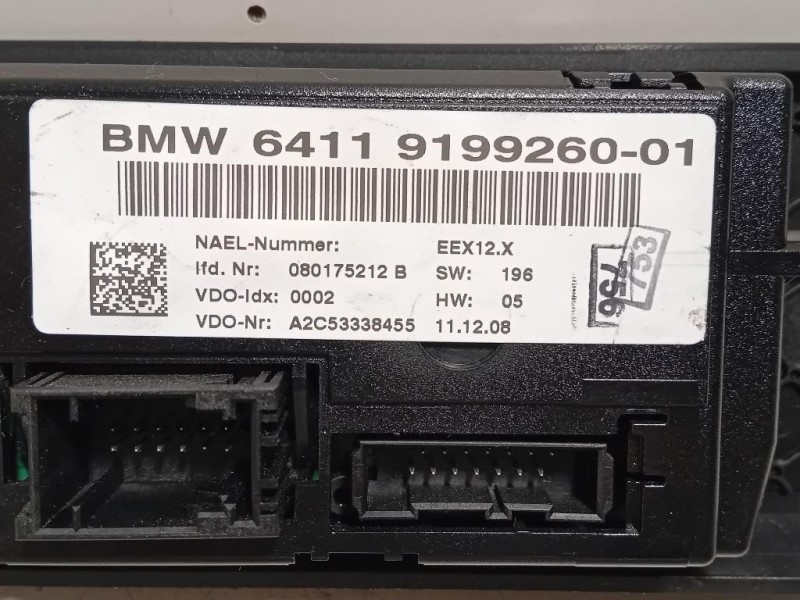 BMW 6411 9199260-01
NAEL-Nummer: EEX12.X
lfd. Nr: 080175212 B SW: 196
VDO-Idx: 0002 HW: 05
VDO-Nr: A2C53338455 11.12.08
753
756